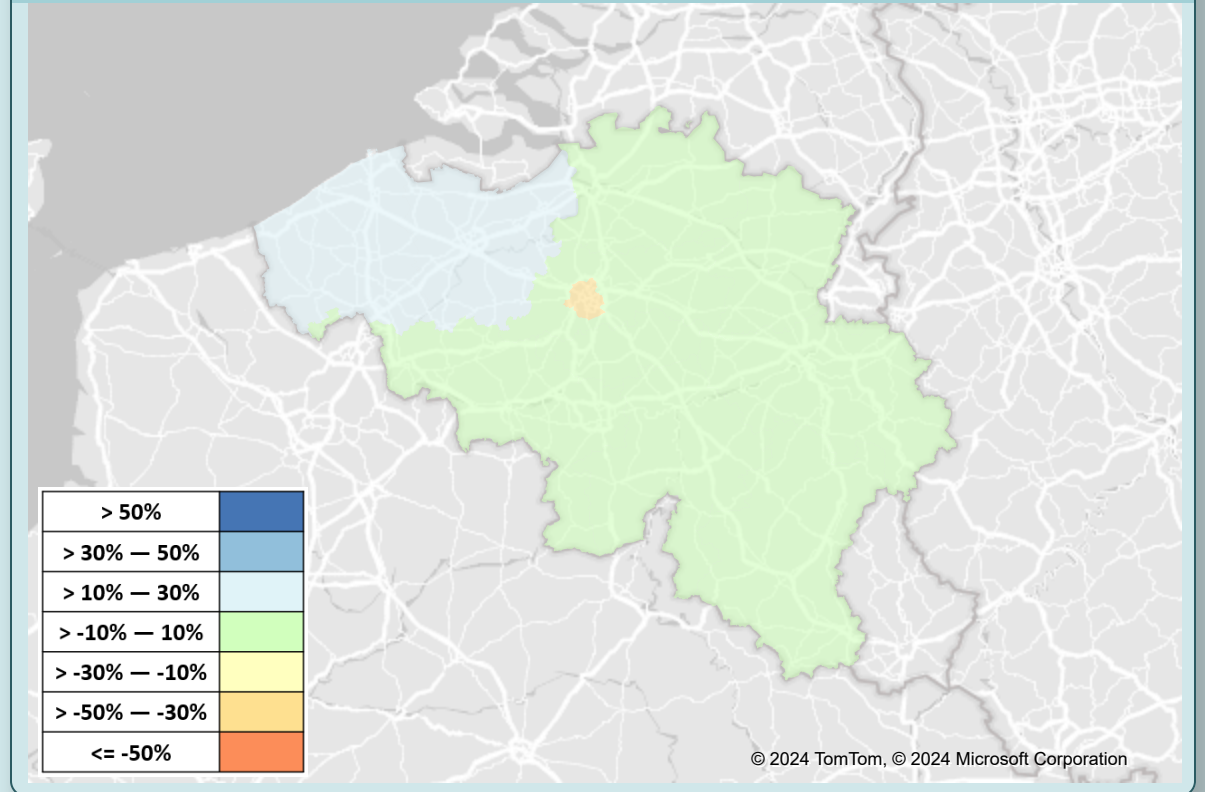 > 50%
> 30% — 50%
> 10% — 30%
> -10% — 10%
> -30% — -10%
> -50% — -30%
<= -50%
© 2024 TomTom, © 2024 Microsoft Corporation